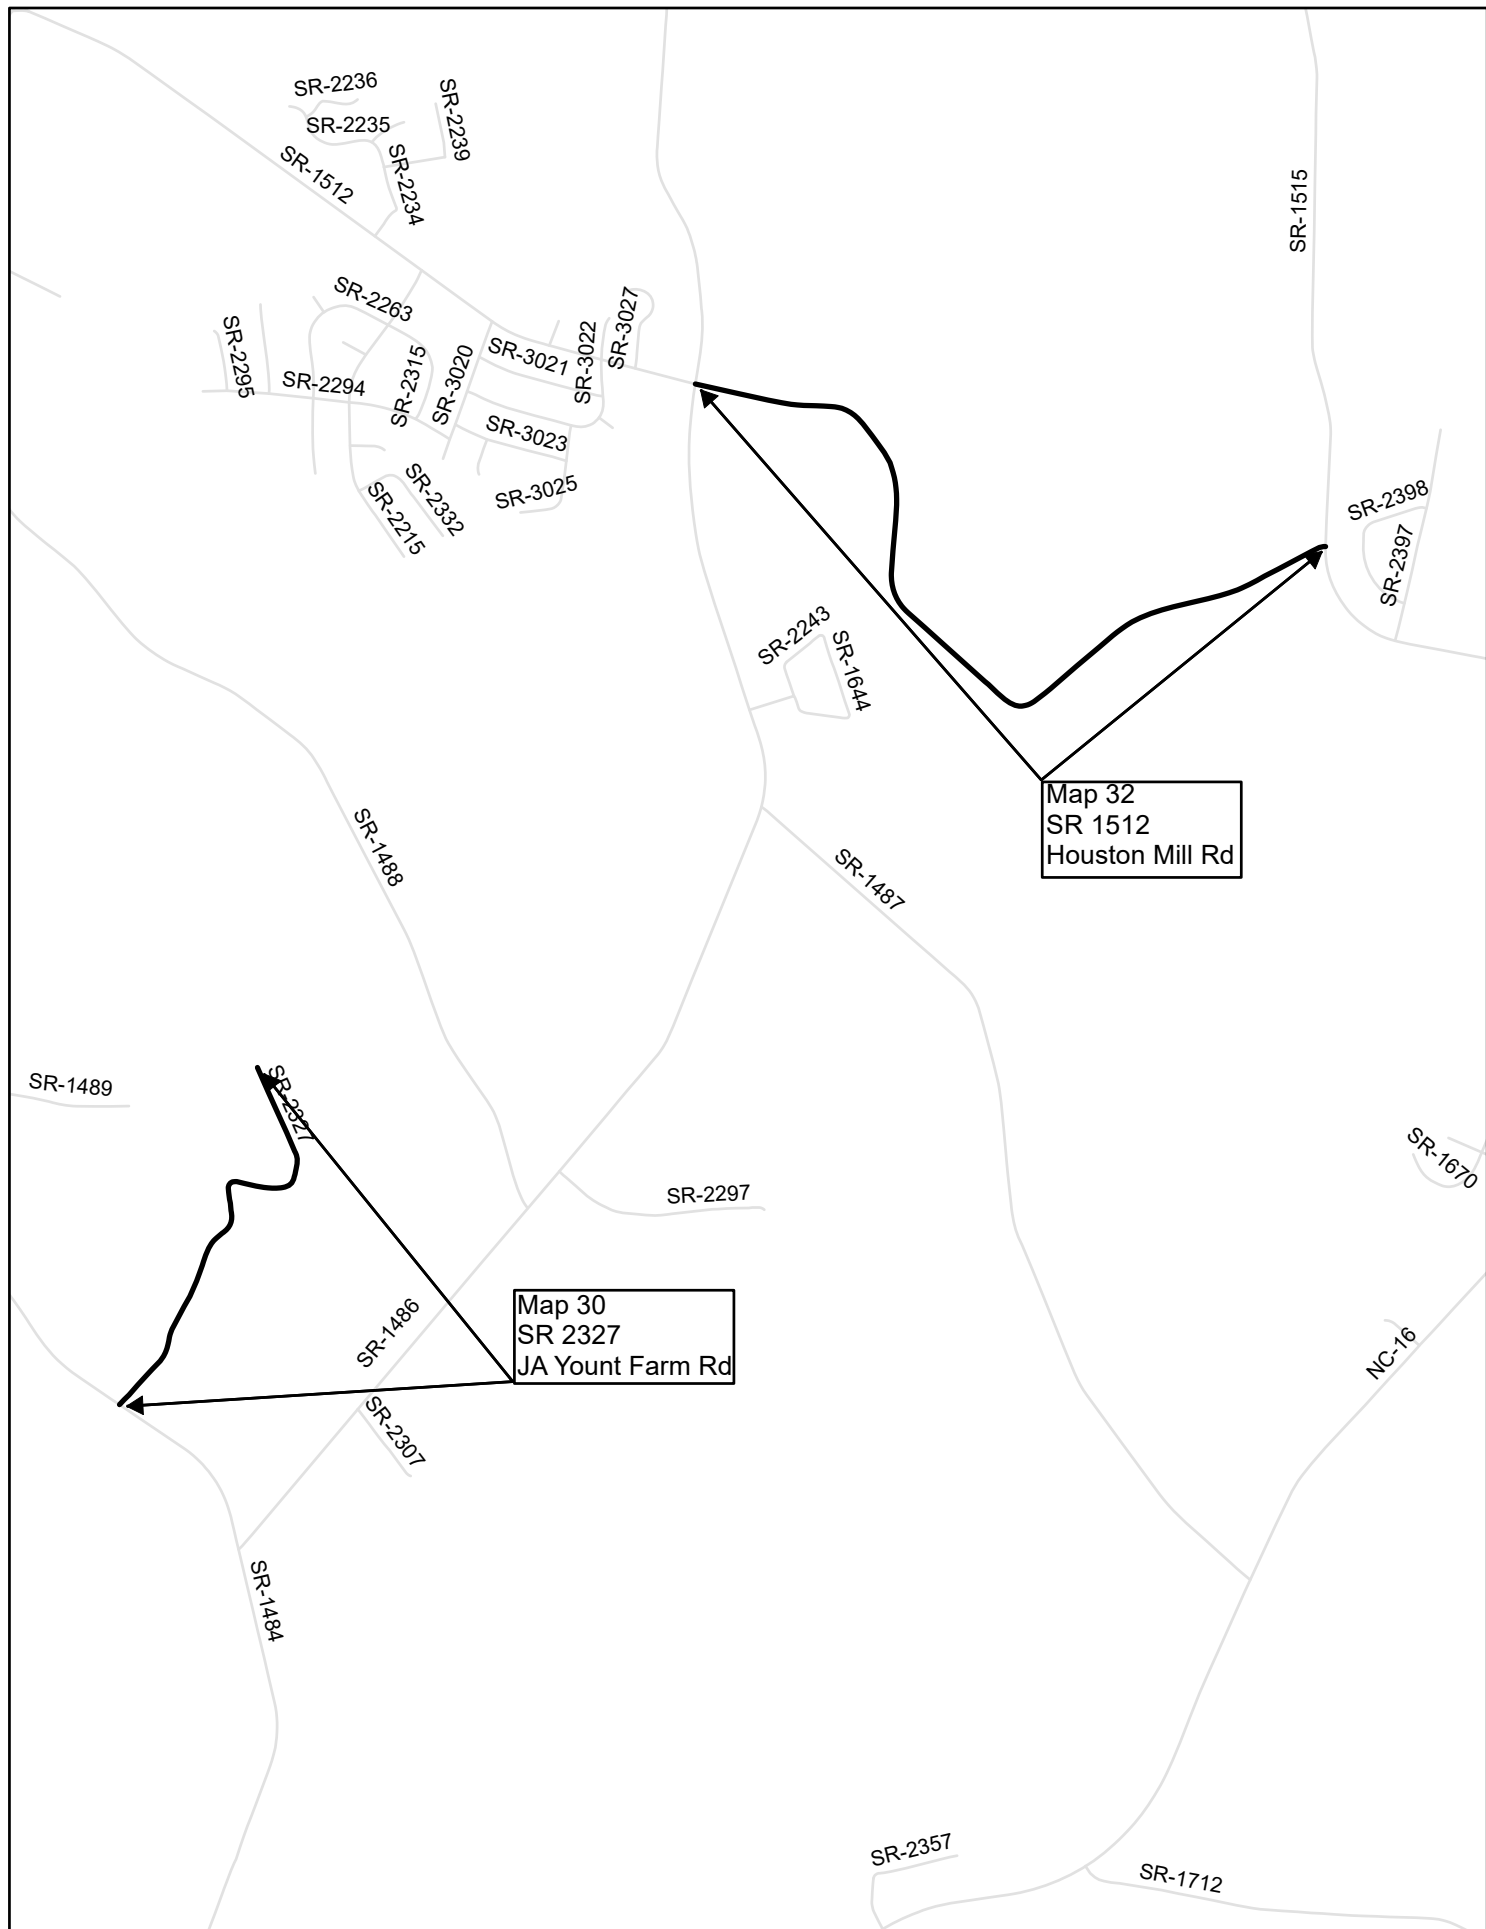 SR-2236
SR-2239
SR-2235
SR-1512
SR-2234
SR-1515
SR-2263
SR-3027
SR-2295
SR-3022
SR-3021
SR-2315
SR-3020
SR-2294
SR-3023
SR-3025
SR-2332
SR-2215
SR-2398
SR-2397
SR-2243
SR-1644
Map 32
SR 1512
Houston Mill Rd
SR-1488
SR-1487
SR-1489
SR-2327
SR-1670
SR-2297
Map 30
SR 2327
JA Yount Farm Rd
SR-1486
NC-16
SR-2307
SR-1484
SR-2357
SR-1712